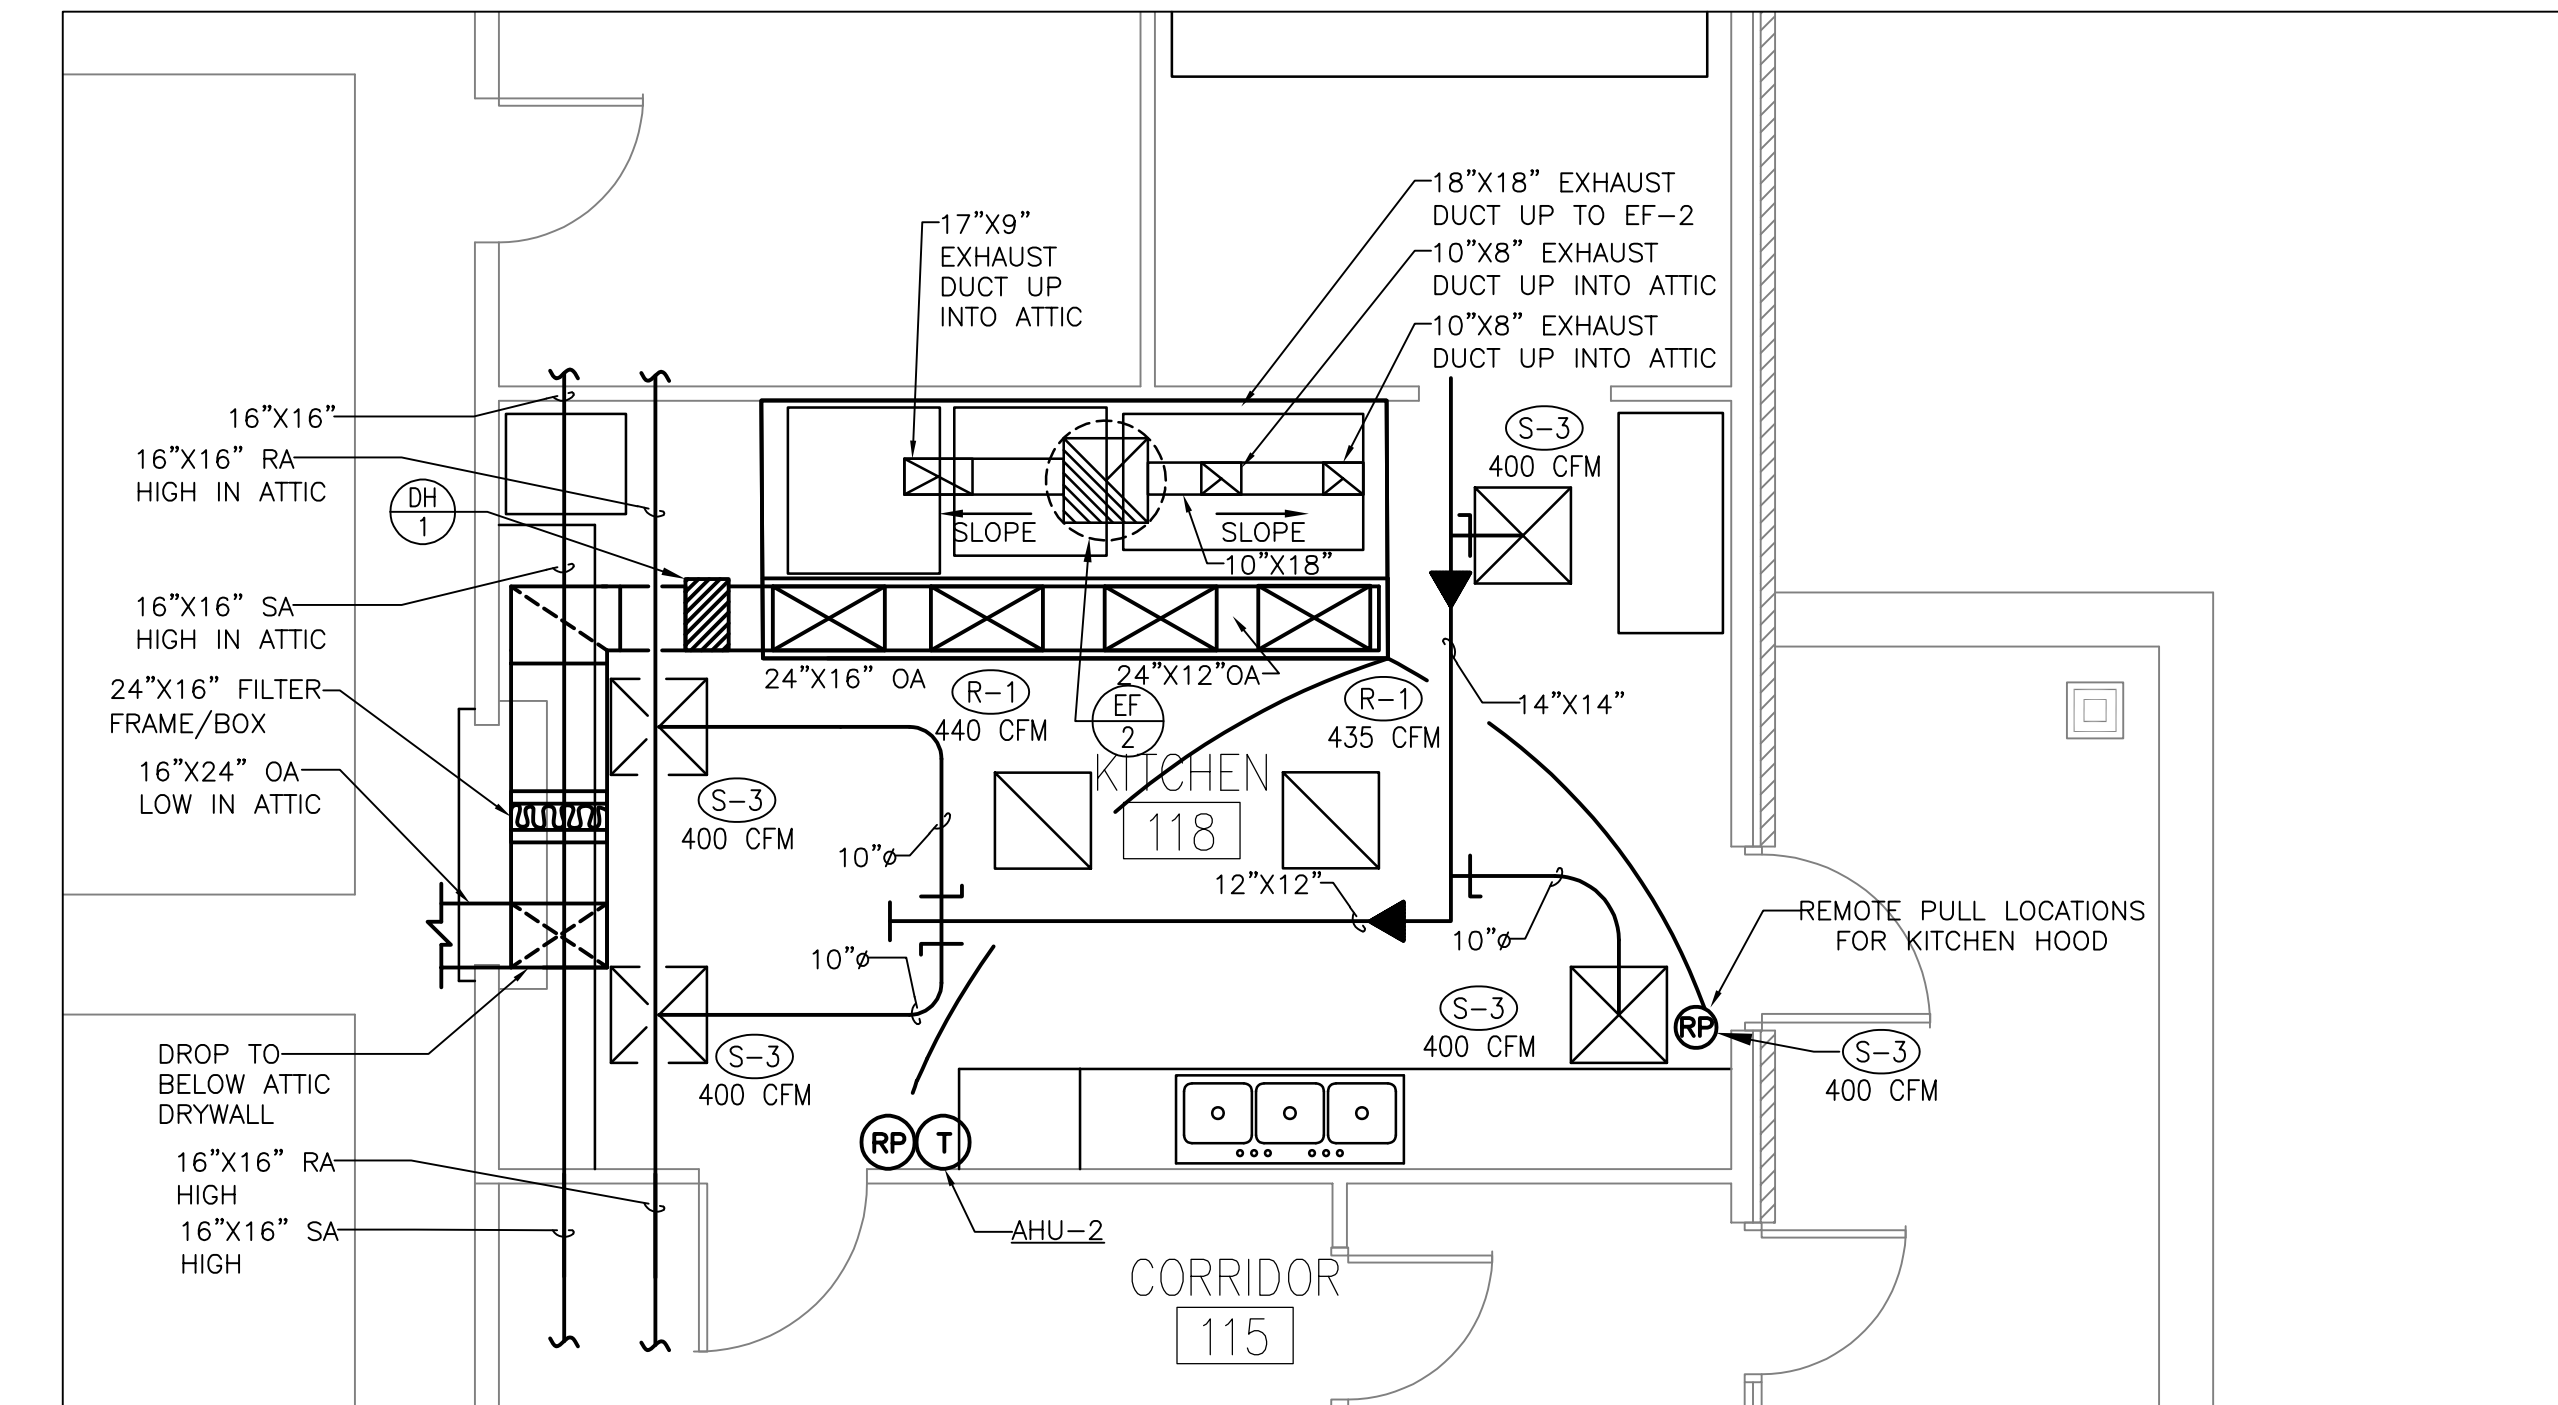 18"X18" EXHAUST
DUCT UP TO EF-2
17"X9"
EXHAUST
DUCT UP
INTO ATTIC
10"X8" EXHAUST
DUCT UP INTO ATTIC
10"X8" EXHAUST
DUCT UP INTO ATTIC
16"X16"
16"X16" RA
HIGH IN ATTIC
DH
1
S-3
400 CFM
SLOPE
SLOPE
10"X18"
16"X16" SA
HIGH IN ATTIC
24"X16" OA
24"X12"OA
24"X16" FILTER
FRAME/BOX
R-1
440 CFM
EF
2
R-1
435 CFM
14"X14"
16"X24" OA
LOW IN ATTIC
S-3
400 CFM
KITCHEN
118
10"ø
12"X12"
10"ø
10"ø
REMOTE PULL LOCATIONS
FOR KITCHEN HOOD
S-3
400 CFM
RP
S-3
400 CFM
DROP TO
BELOW ATTIC
DRYWALL
S-3
400 CFM
RP
T
16"X16" RA
HIGH
16"X16" SA
HIGH
AHU-2
CORRIDOR
115